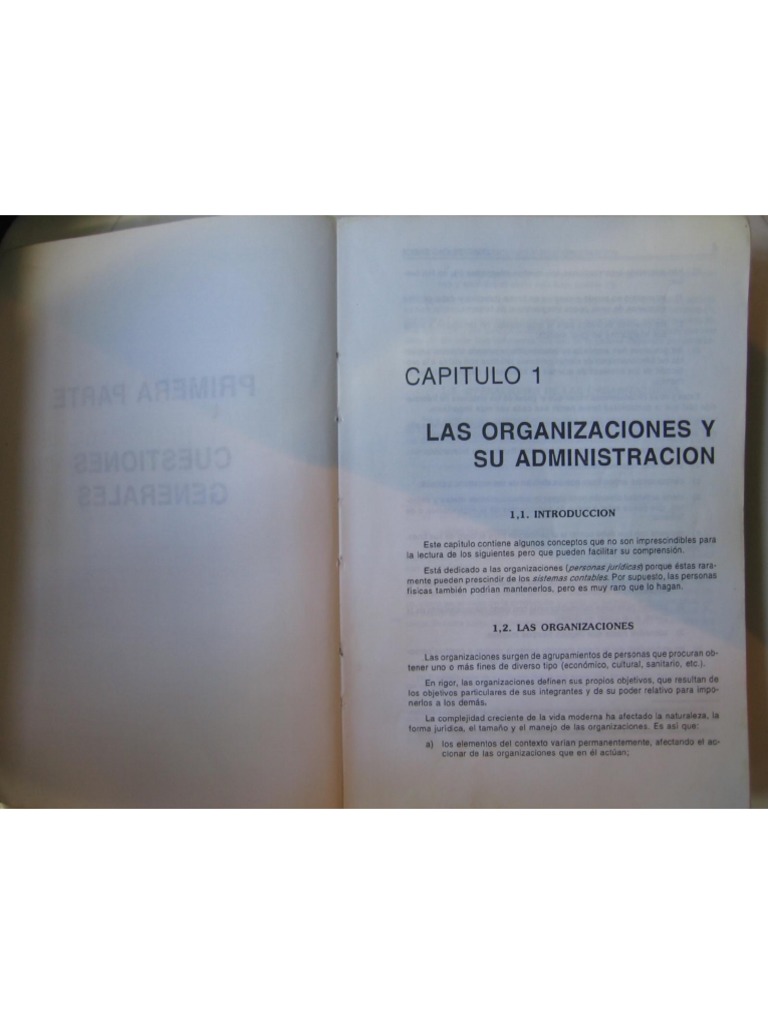 PRIMERA PARTE
CUESTIONES
GENERALES
CAPITULO 1
LAS ORGANIZACIONES Y
SU ADMINISTRACION
1,1. INTRODUCCION
Este capítulo contiene algunos conceptos que no son imprescindibles para
la lectura de los siguientes pero que pueden facilitar su comprensión.
Está dedicado a las organizaciones (personas jurídicas) porque éstas rara-
mente pueden prescindir de los sistemas contables. Por supuesto, las personas
físicas también podrían mantenerlos, pero es muy raro que lo hagan.
1,2. LAS ORGANIZACIONES
Las organizaciones surgen de agrupamientos de personas que procuran ob-
tener uno o más fines de diverso tipo (económico, cultural, sanitario, etc.).
En rigor, las organizaciones definen sus propios objetivos, que resultan de
los objetivos particulares de sus integrantes y de su poder relativo para impo-
nerlos a los demás.
La complejidad creciente de la vida moderna ha afectado la naturaleza, la
forma jurídica, el tamaño y el manejo de las organizaciones. Es así que:
a) los elementos del contexto varían permanentemente, afectando el ac-
cionar de las organizaciones que en él actúan;